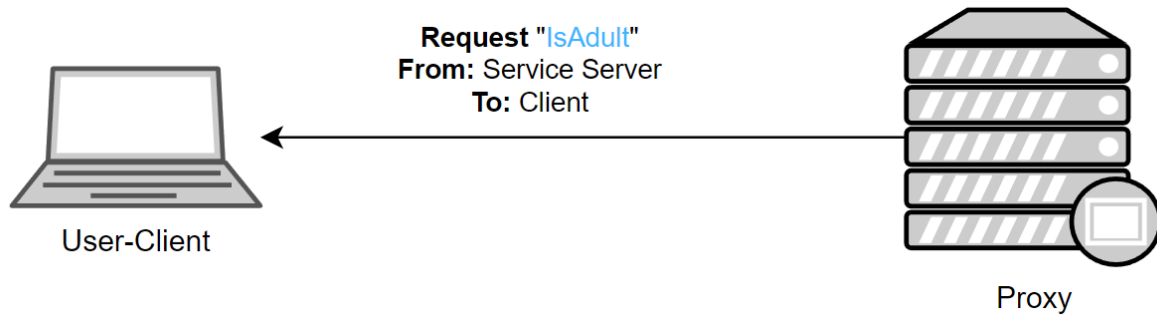 Request "IsAdult"
From: Service Server
To: Client
User-Client
Proxy